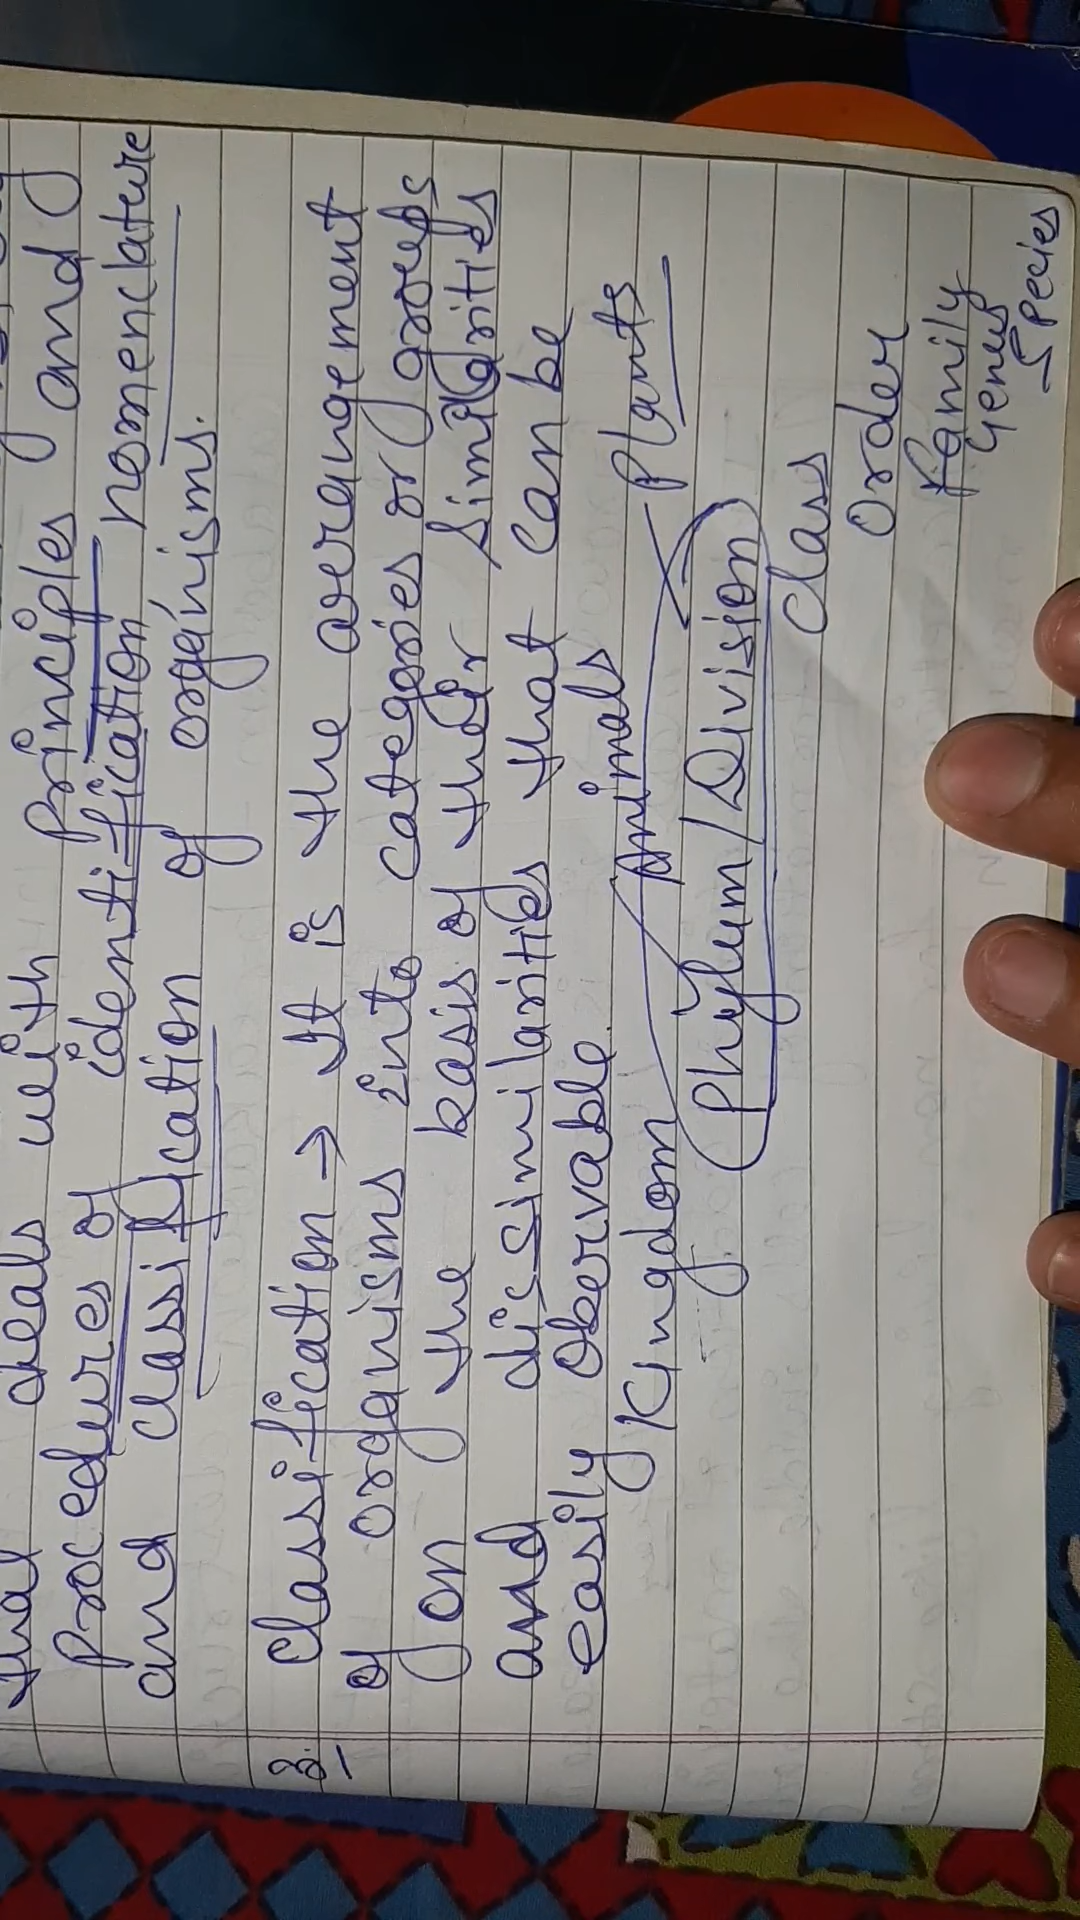 that deals with principles and
procedures of identification nomenclature
and classification of organisms.
3. classification → It is the arrangement
of organisms into categories or groups
on the basis of their similarities
and dissimilarities that can be
easily observable.
Kingdom Animals Plants
Phylum/Division
Class
Order
Family
Genus
Species